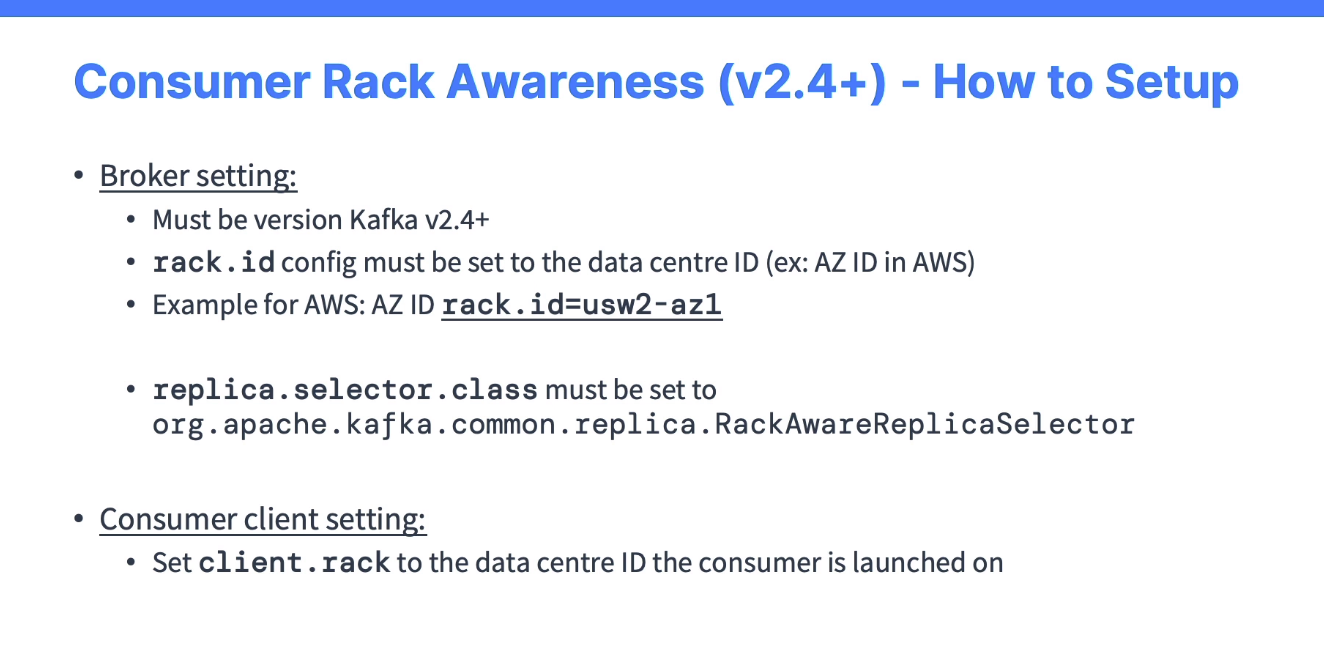 Consumer Rack Awareness (v2.4+) - How to Setup
• Broker setting:
• Must be version Kafka v2.4+
• rack.id config must be set to the data centre ID (ex: AZ ID in AWS)
• Example for AWS: AZ ID rack.id=usw2-az1
• replica.selector.class must be set to
org.apache.kafka.common.replica.RackAwareReplicaSelector
• Consumer client setting:
• Set client.rack to the data centre ID the consumer is launched on